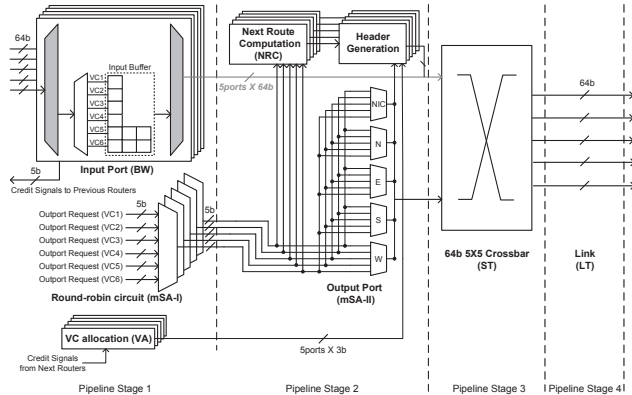 64b
Input Buffer
VC1
VC2
VC3
VC4
VC5
VC6
Input Port (BW)
5b
Credit Signals to Previous Routers
Next Route
Computation
(NRC)
Header
Generation
5ports X 64b
NIC
N
E
S
W
Output Port
(mSA-II)
5b
5b
Outport Request (VC1)
Outport Request (VC2)
Outport Request (VC3)
Outport Request (VC4)
Outport Request (VC5)
Outport Request (VC6)
Round-robin circuit (mSA-I)
VC allocation (VA)
Credit Signals
from Next Routers
5ports X 3b
64b 5X5 Crossbar
(ST)
64b
Link
(LT)
Pipeline Stage 1
Pipeline Stage 2
Pipeline Stage 3
Pipeline Stage 4